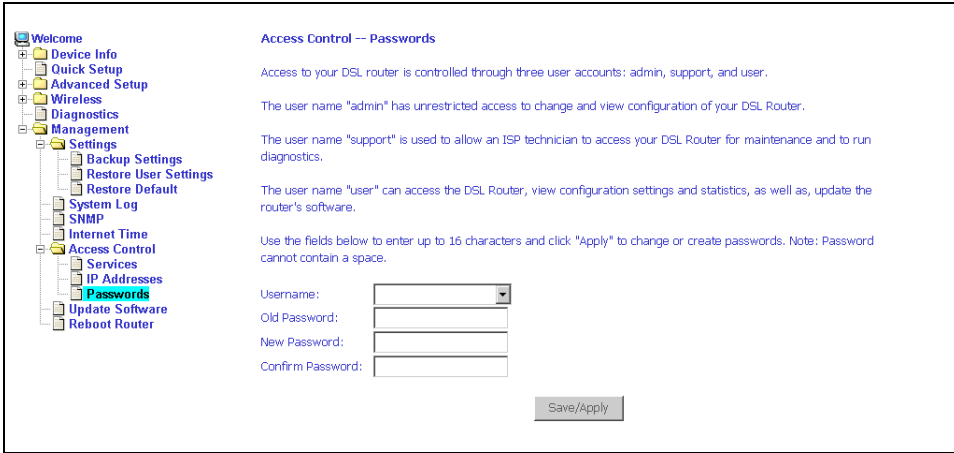 Welcome
Device Info
Quick Setup
Advanced Setup
Wireless
Diagnostics
Management
Settings
Backup Settings
Restore User Settings
Restore Default
System Log
SNMP
Internet Time
Access Control
Services
IP Addresses
Passwords
Update Software
Reboot Router
Access Control -- Passwords
Access to your DSL router is controlled through three user accounts: admin, support, and user.
The user name "admin" has unrestricted access to change and view configuration of your DSL Router.
The user name "support" is used to allow an ISP technician to access your DSL Router for maintenance and to run
diagnostics.
The user name "user" can access the DSL Router, view configuration settings and statistics, as well as, update the
router's software.
Use the fields below to enter up to 16 characters and click "Apply" to change or create passwords. Note: Password
cannot contain a space.
Username:
Old Password:
New Password:
Confirm Password:
Save/Apply